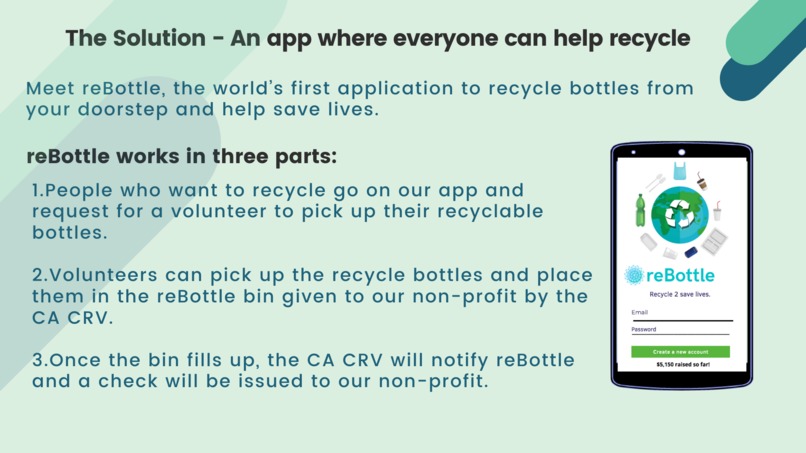 The Solution - An app where everyone can help recycle
Meet reBottle, the world's first application to recycle bottles from
your doorstep and help save lives.
reBottle works in three parts:
1.People who want to recycle go on our app and
request for a volunteer to pick up their recyclable
bottles.
2.Volunteers can pick up the recycle bottles and place
them in the reBottle bin given to our non-profit by the
CA CRV.
3.Once the bin fills up, the CA CRV will notify reBottle
and a check will be issued to our non-profit.
reBottle
Recycle 2 save lives.
Email
Password
Create a new account
$5,150 raised so far!